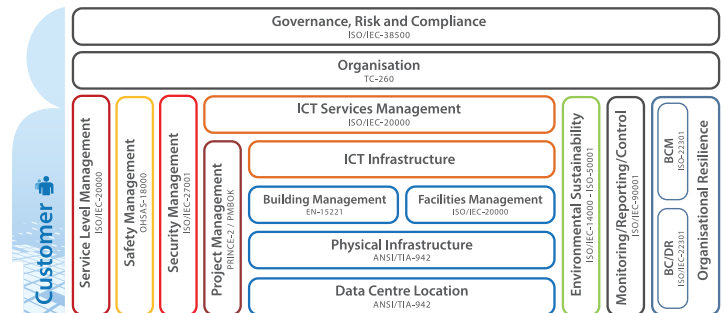 Governance, Risk and Compliance
ISO/IEC-38500
Organisation
TC-260
Customer
Service Level Management
ISO/IEC-20000
Safety Management
OHSAS-18000
Security Management
ISO/IEC-27001
ICT Services Management
ISO/IEC-20000
Project Management
PRINCE-2 / PMBOK
ICT Infrastructure
Building Management
EN-15221
Facilities Management
ISO/IEC-20000
Physical Infrastructure
ANSI/TIA-942
Data Centre Location
ANSI/TIA-942
Environmental Sustainability
ISO/IEC-14000 - ISO-50001
Monitoring/Reporting/Control
ISO/IEC-90001
BCM
ISO-22301
BC/DR
ISO/IEC-22301
Organisational Resilience